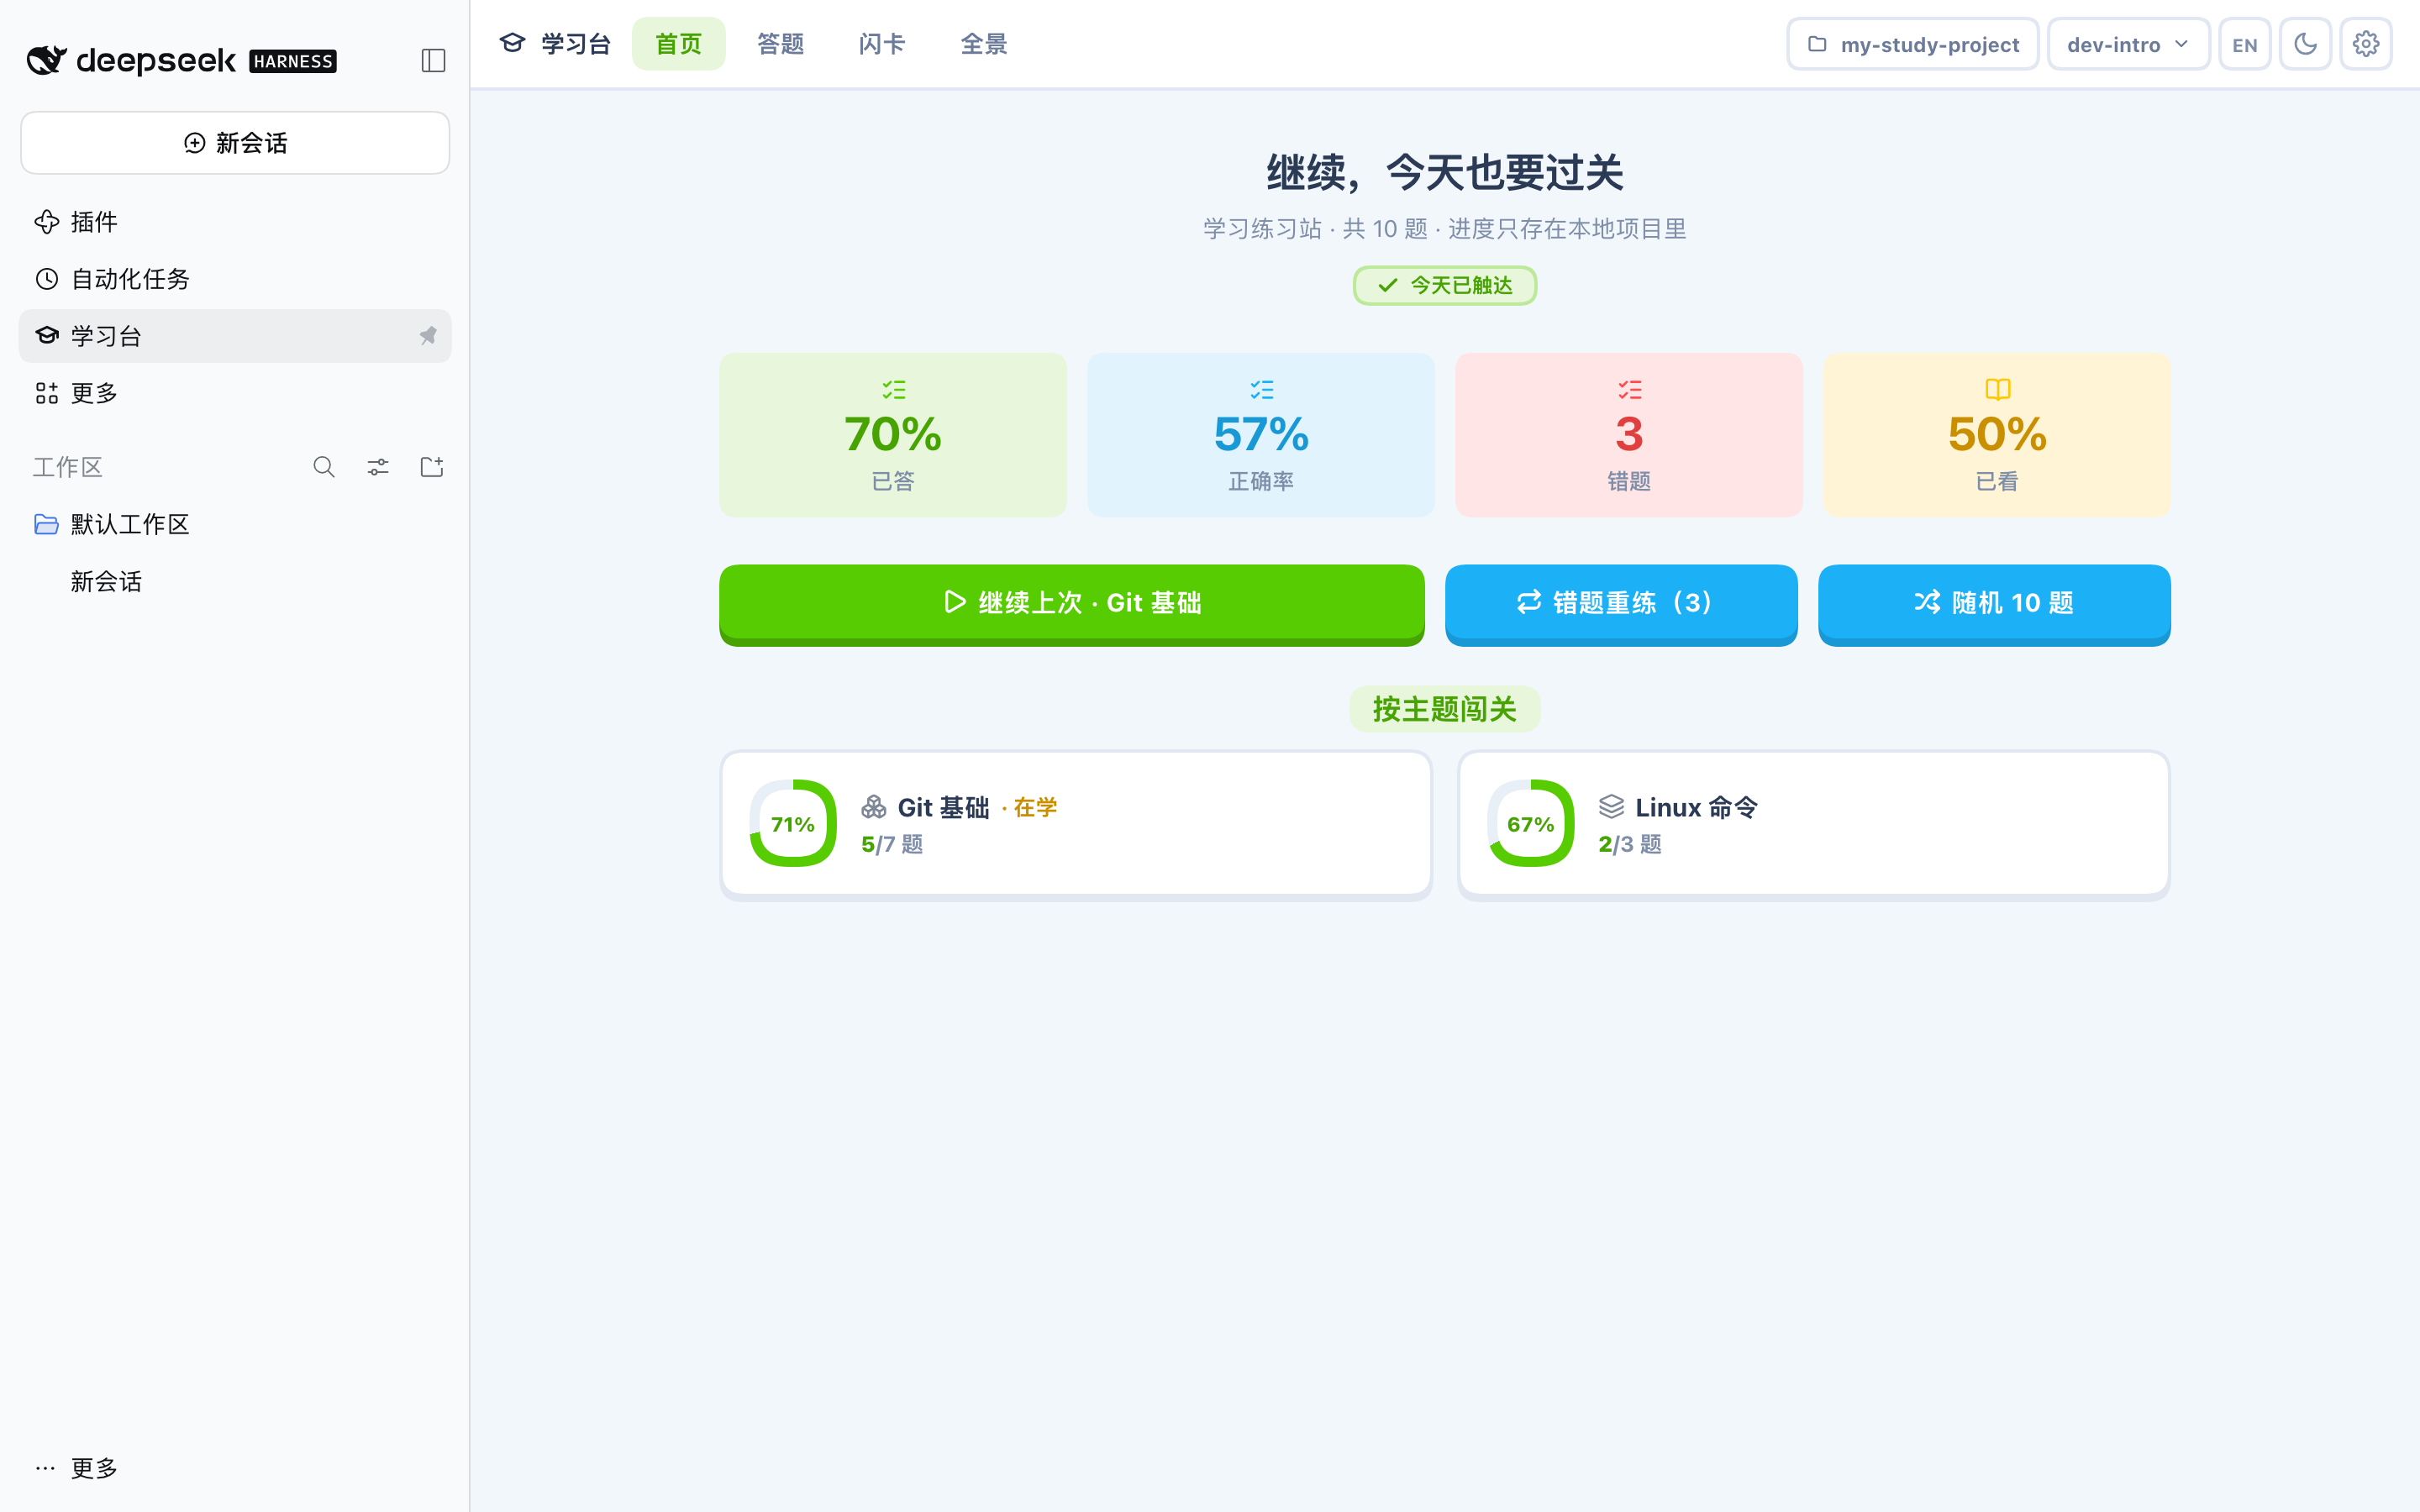 deepseek HARNESS
新会话
插件
自动化任务
学习台
更多
工作区
默认工作区
新会话
更多
学习台 首页 答题 闪卡 全景 my-study-project dev-intro EN
继续，今天也要过关
学习练习站 · 共 10 题 · 进度只存在本地项目里
今天已触达
70% 57% 3 50%
已答 正确率 错题 已看
继续上次 · Git 基础 错题重练（3） 随机 10 题
按主题闯关
71% Git 基础 · 在学
5/7 题
67% Linux 命令
2/3 题